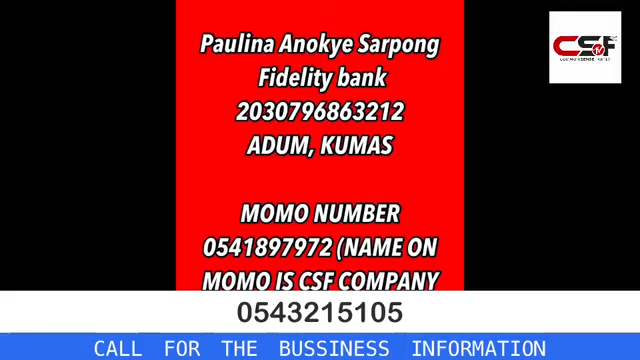 Paulina Anokye Sarpong
Fidelity bank
2030796863212
ADUM, KUMAS
MOMO NUMBER
0541897972 (NAME ON
MOMO IS CSF COMPANY
0543215105
CALL FOR THE BUSSINESS INFORMATION
CSF
TV